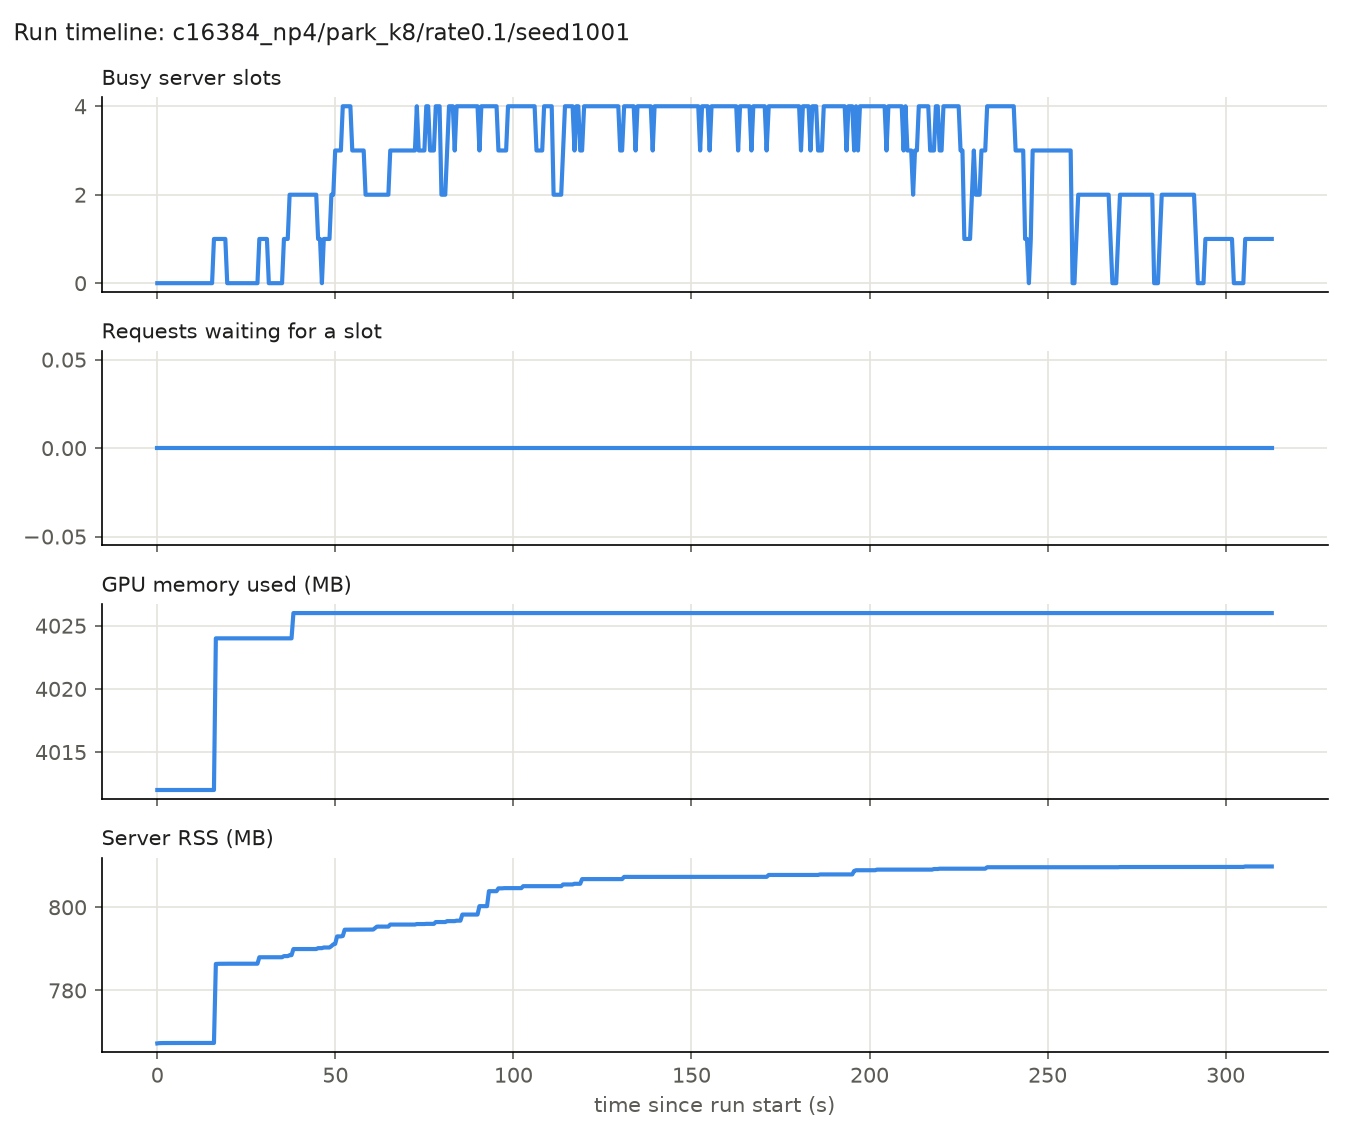 Run timeline: c16384_np4/park_k8/rate0.1/seed1001
Busy server slots
4
2
0
Requests waiting for a slot
0.05
0.00
−0.05
GPU memory used (MB)
4025
4020
4015
Server RSS (MB)
800
780
0 50 100 150 200 250 300
time since run start (s)